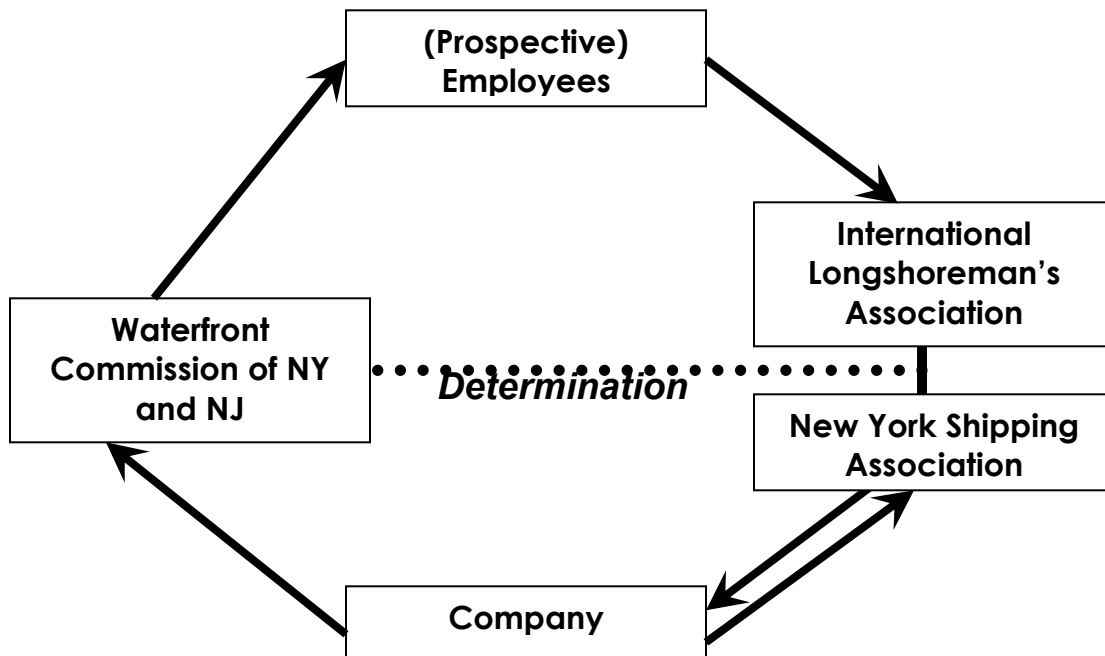 (Prospective)
Employees
International
Longshoreman’s
Association
Waterfront
Commission of NY
and NJ
Determination
New York Shipping
Association
Company